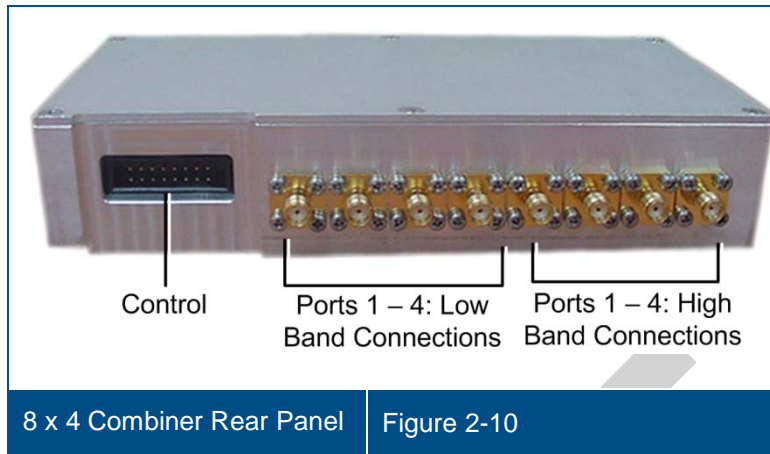 Control
Ports 1 – 4: Low
Band Connections
Ports 1 – 4: High
Band Connections
8 x 4 Combiner Rear Panel
Figure 2-10